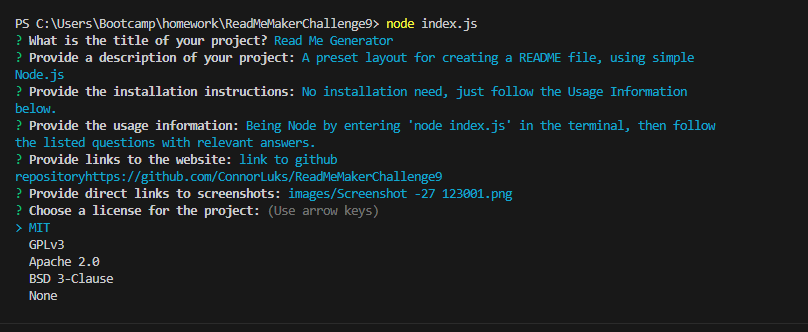 PS C:\Users\Bootcamp\homework\ReadMeMakerChallenge9> node index.js
? What is the title of your project? Read Me Generator
? Provide a description of your project: A preset layout for creating a README file, using simple
Node.js
? Provide the installation instructions: No installation need, just follow the Usage Information
below.
? Provide the usage information: Being Node by entering 'node index.js' in the terminal, then follow
the listed questions with relevant answers.
? Provide links to the website: link to github
repositoryhttps://github.com/ConnorLuks/ReadMeMakerChallenge9
? Provide direct links to screenshots: images/Screenshot -27 123001.png
? Choose a license for the project: (Use arrow keys)
> MIT
GPLv3
Apache 2.0
BSD 3-Clause
None